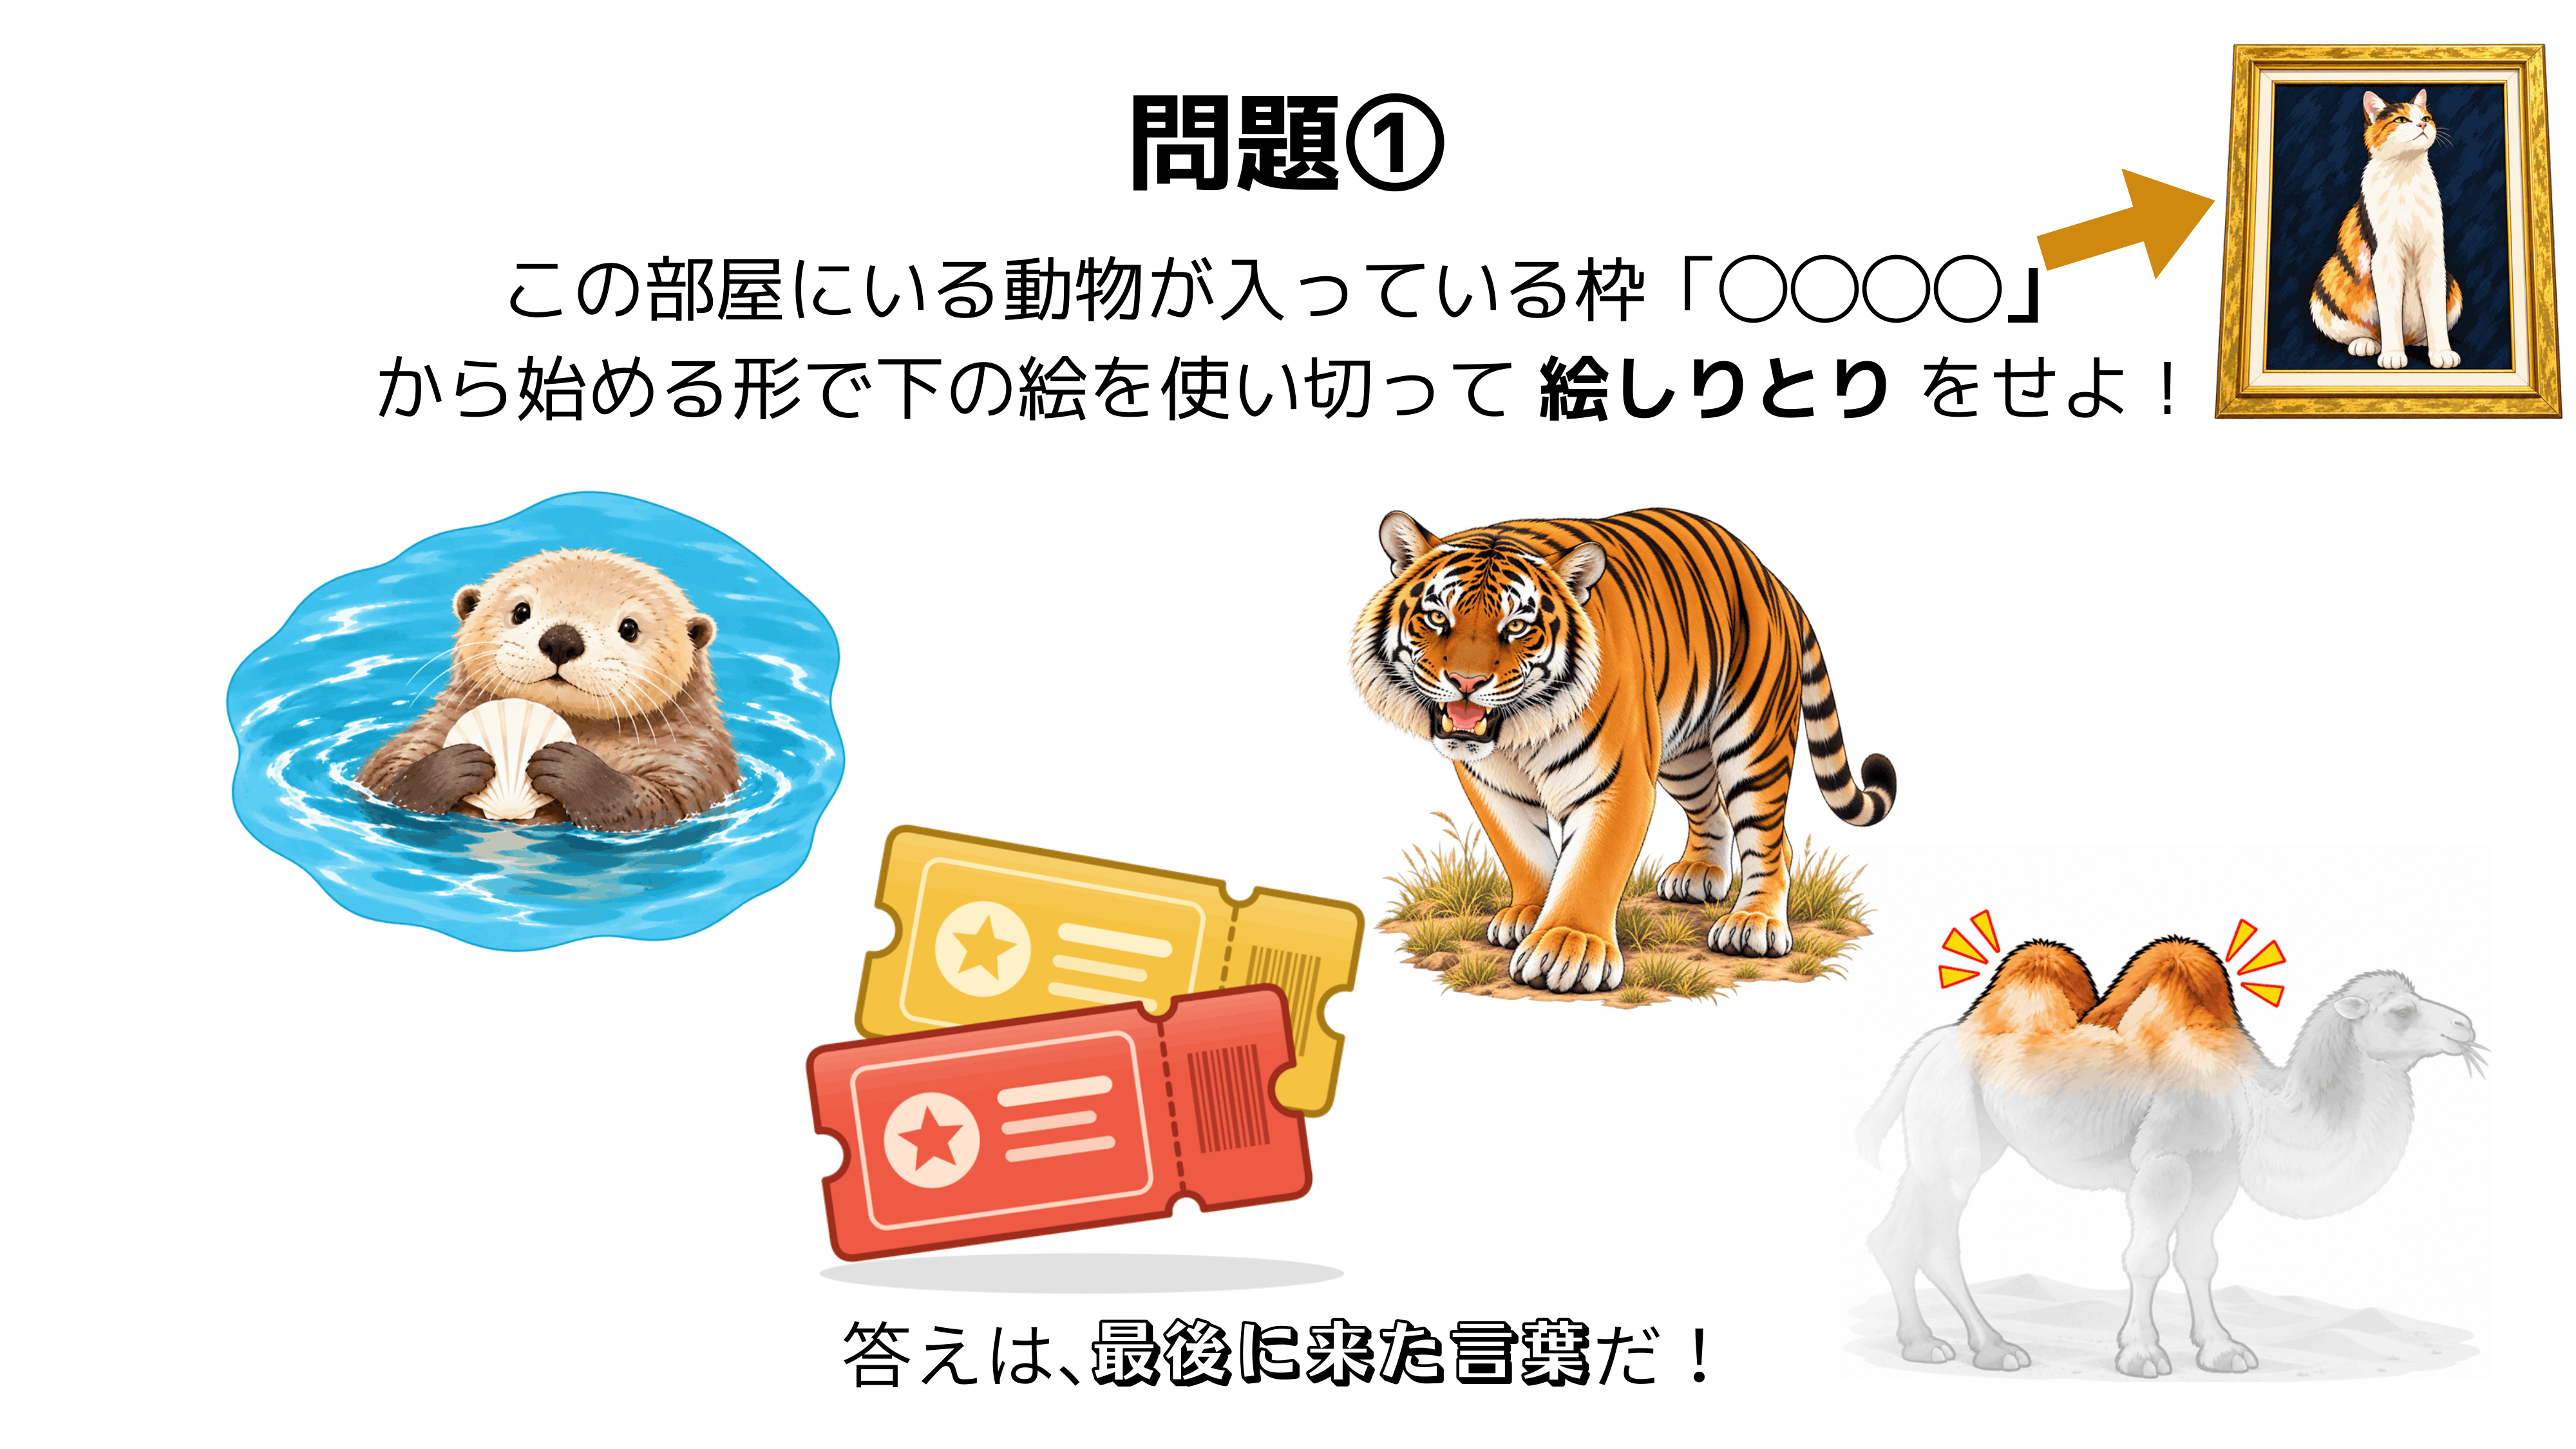 問題①
この部屋にいる動物が入っている枠「〇〇〇〇」
から始める形で下の絵を使い切って 絵しりとり をせよ！
答えは、最後に来た言葉だ！